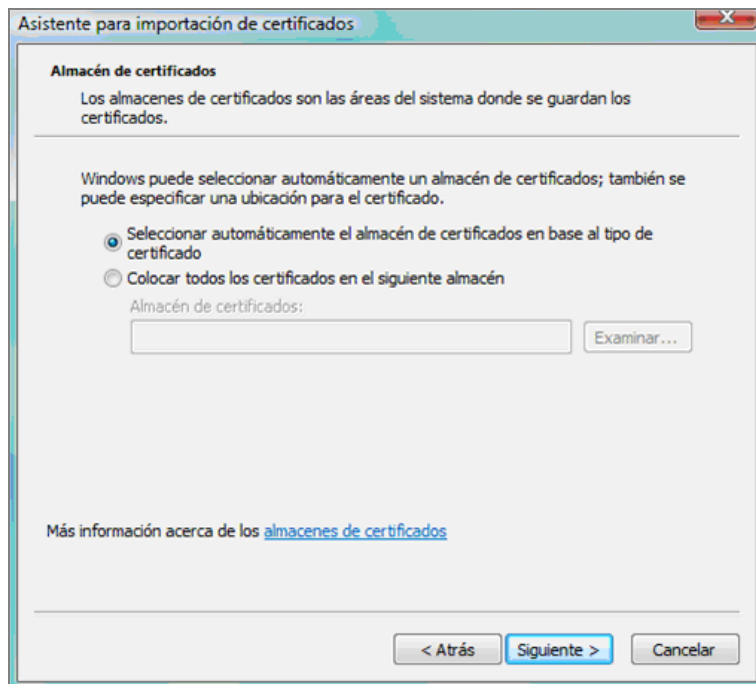 Asistente para importación de certificados
Almacén de certificados
Los almacenes de certificados son las áreas del sistema donde se guardan los
certificados.
Windows puede seleccionar automáticamente un almacén de certificados; también se
puede especificar una ubicación para el certificado.
Seleccionar automáticamente el almacén de certificados en base al tipo de
certificado
Colocar todos los certificados en el siguiente almacén
Almacén de certificados:
Examinar...
Más información acerca de los almacenes de certificados
< Atrás
Siguiente >
Cancelar